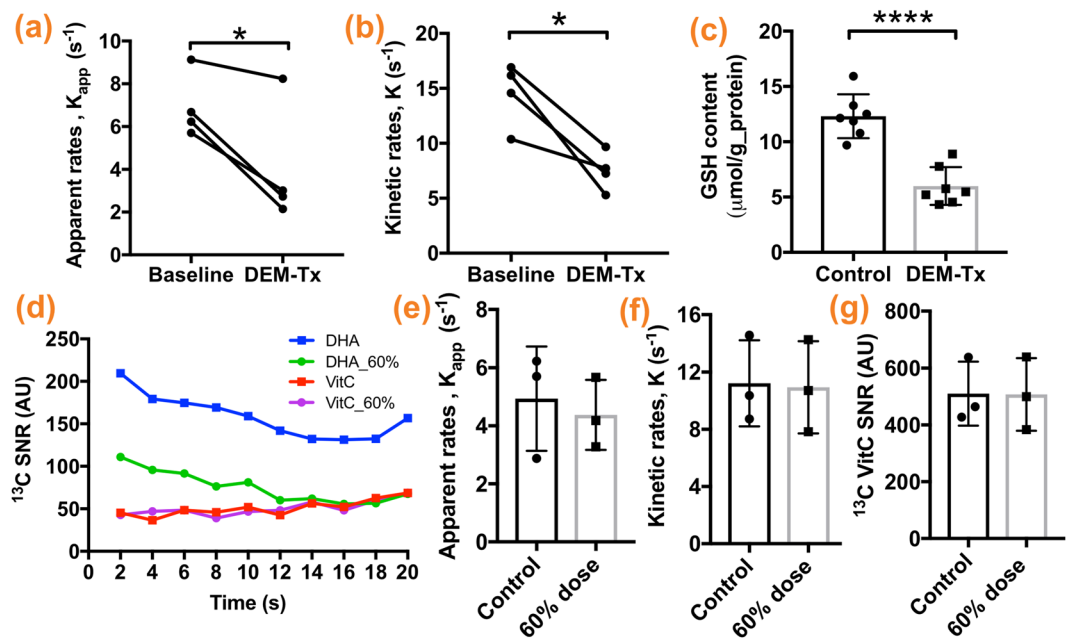 (a)
Apparent rates , Kapp (s-1)
10
8
6
4
2
0
*
Baseline DEM-Tx
(b)
Kinetic rates, K (s-1)
20
15
10
5
0
*
Baseline DEM-Tx
(c)
GSH content
(μmol/g_protein)
20
15
10
5
0
****
Control DEM-Tx
(d)
13C SNR (AU)
250
200
150
100
50
0
0 2 4 6 8 10 12 14 16 18 20
Time (s)
DHA
DHA_60%
VitC
VitC_60%
(e)
Apparent rates , Kapp (s-1)
8
6
4
2
0
Control
60% dose
(f)
Kinetic rates, K (s-1)
16
12
8
4
0
Control
60% dose
(g)
13C VitC SNR (AU)
800
600
400
200
0
Control
60% dose